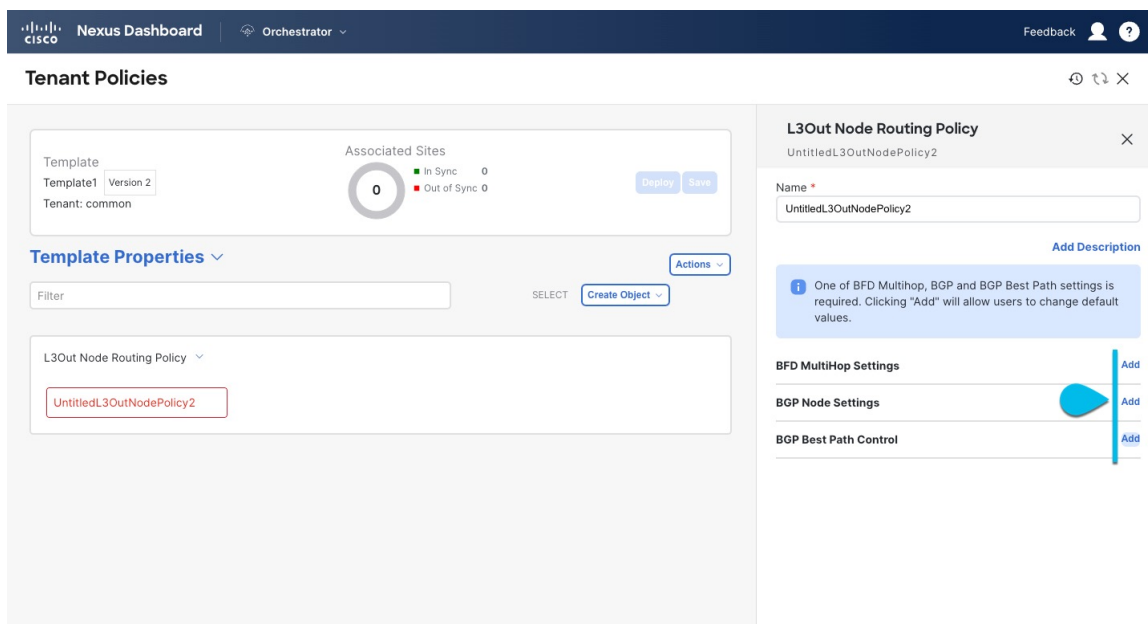 CISCO
Nexus Dashboard
Orchestrator
Feedback
?
Tenant Policies
Template
Template1 Version 2
Tenant: common
Associated Sites
0
In Sync 0
Out of Sync 0
Deploy Save
Template Properties
Actions
Filter
SELECT Create Object
L3Out Node Routing Policy
UntitledL3OutNodePolicy2
L3Out Node Routing Policy
UntitledL3OutNodePolicy2
Name *
UntitledL3OutNodePolicy2
Add Description
i
One of BFD Multihop, BGP and BGP Best Path settings is
required. Clicking "Add" will allow users to change default
values.
BFD MultiHop Settings Add
BGP Node Settings Add
BGP Best Path Control Add